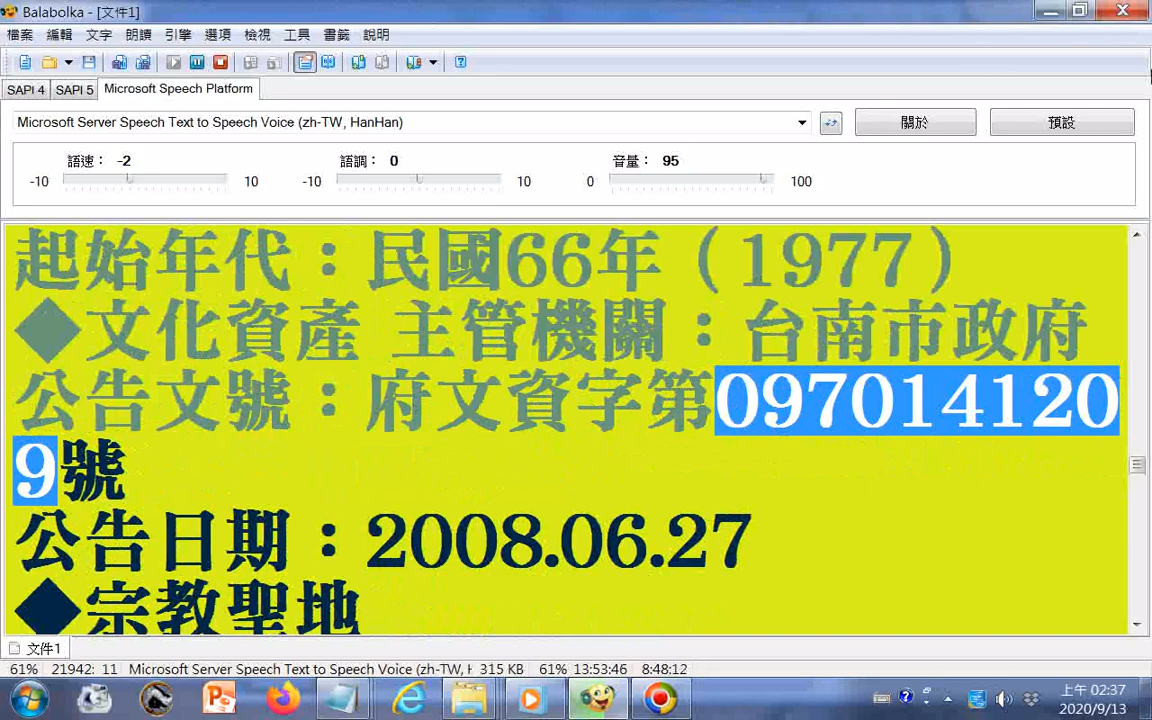 Balabolka - [文件1]
檔案 編輯 文字 朗讀 引擎 選項 檢視 工具 書籤 說明
SAPI 4 SAPI 5 Microsoft Speech Platform
Microsoft Server Speech Text to Speech Voice (zh-TW, HanHan) 關於 預設
語速： -2 語調： 0 音量： 95
-10 10 -10 10 0 100
起始年代：民國66年（1977）
◆文化資產 主管機關：台南市政府
公告文號：府文資字第097014120
9號
公告日期：2008.06.27
◆宗教聖地
文件1
61% 21942: 11 Microsoft Server Speech Text to Speech Voice (zh-TW, H 315 KB 61% 13:53:46 8:48:12
上午 02:37
2020/9/13